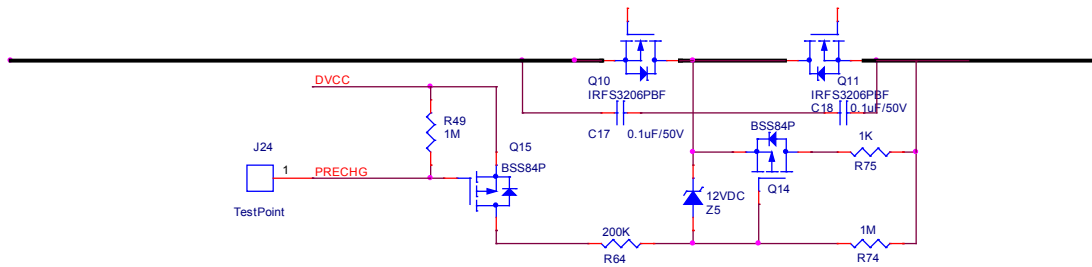 DVCC
Q10
IRFS3206PBF
Q11
IRFS3206PBF
C18 0.1uF/50V
R49
1M
C17 0.1uF/50V
BSS84P
1K
R75
J24
Q15
BSS84P
1
PRECHG
Q14
12VDC
Z5
TestPoint
200K
R64
1M
R74